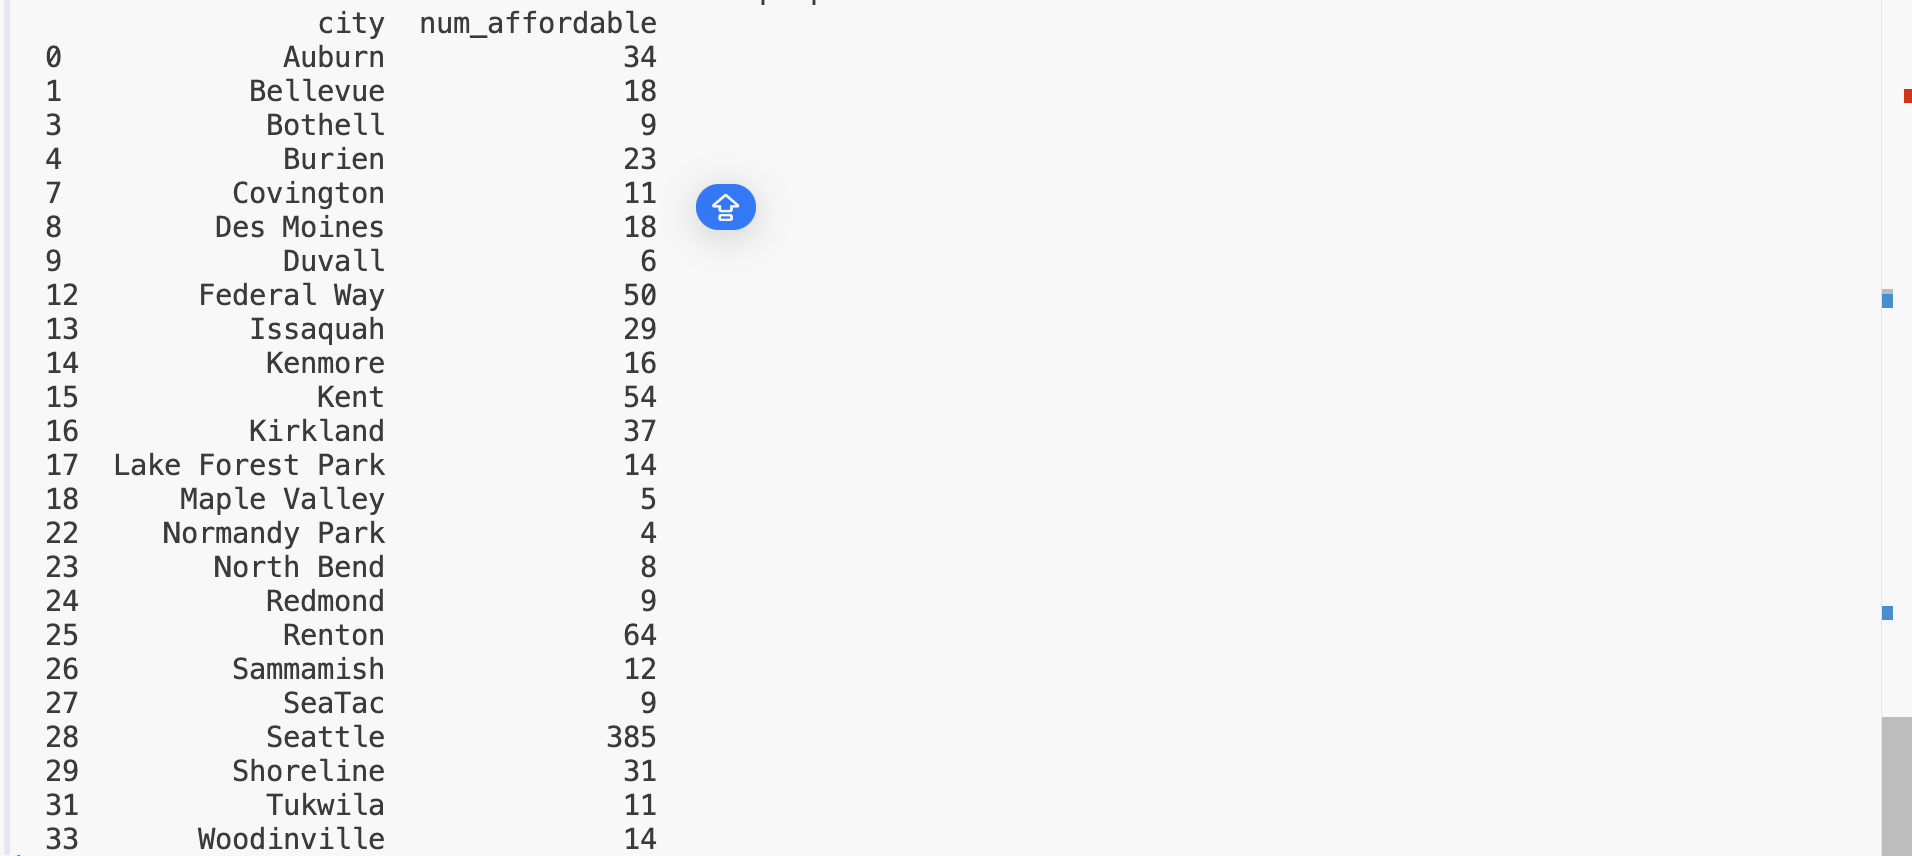 city num_affordable
0 Auburn 34
1 Bellevue 18
3 Bothell 9
4 Burien 23
7 Covington 11
8 Des Moines 18
9 Duvall 6
12 Federal Way 50
13 Issaquah 29
14 Kenmore 16
15 Kent 54
16 Kirkland 37
17 Lake Forest Park 14
18 Maple Valley 5
22 Normandy Park 4
23 North Bend 8
24 Redmond 9
25 Renton 64
26 Sammamish 12
27 SeaTac 9
28 Seattle 385
29 Shoreline 31
31 Tukwila 11
33 Woodinville 14